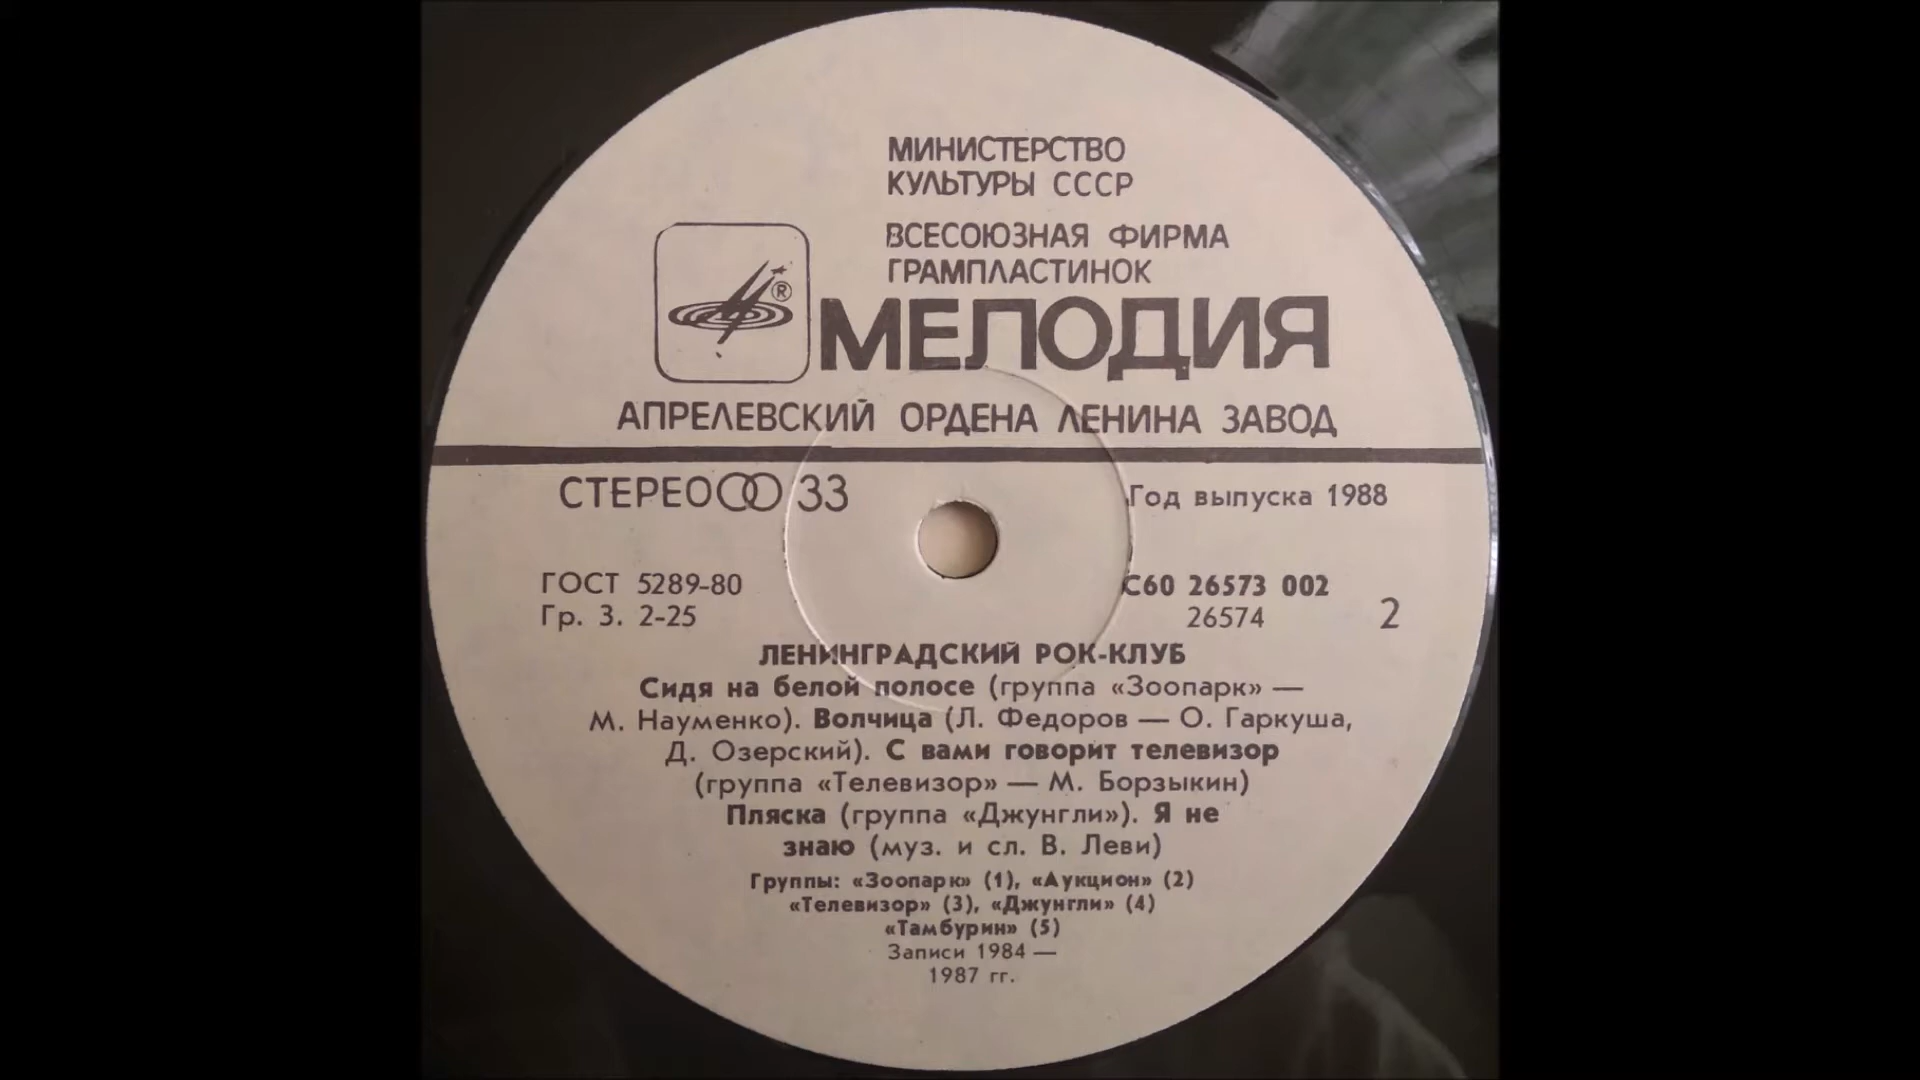 МИНИСТЕРСТВО
КУЛЬТУРЫ СССР
ВСЕСОЮЗНАЯ ФИРМА
ГРАМПЛАСТИНОК
®
МЕЛОДИЯ
АПРЕЛЕВСКИЙ ОРДЕНА ЛЕНИНА ЗАВОД
СТЕРЕО 33
Год выпуска 1988
ГОСТ 5289-80
Гр. 3. 2-25
С60 26573 002
26574
2
ЛЕНИНГРАДСКИЙ РОК-КЛУБ
Сидя на белой полосе (группа «Зоопарк» —
М. Науменко). Волчица (Л. Федоров — О. Гаркуша,
Д. Озерский). С вами говорит телевизор
(группа «Телевизор» — М. Борзыкин)
Пляска (группа «Джунгли»). Я не
знаю (муз. и сл. В. Леви)
Группы: «Зоопарк» (1), «Аукцион» (2)
«Телевизор» (3), «Джунгли» (4)
«Тамбурин» (5)
Записи 1984 —
1987 гг.